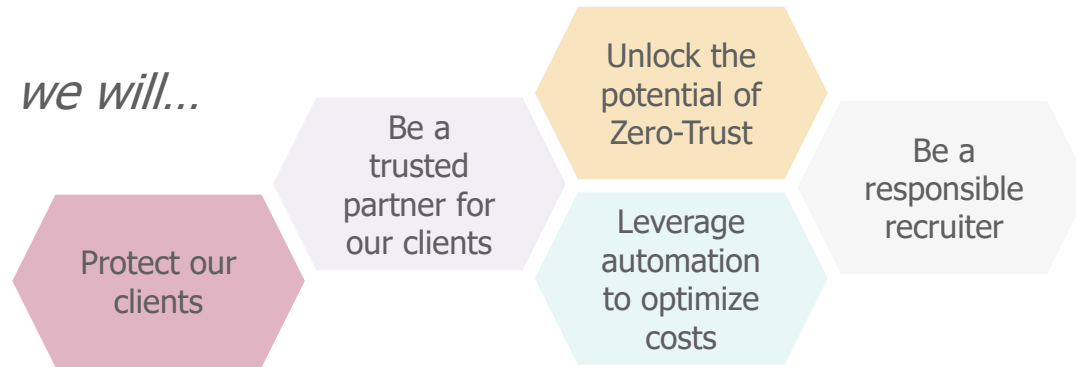 we will...
Protect our
clients
Be a
trusted
partner for
our clients
Unlock the
potential of
Zero-Trust
Leverage
automation
to optimize
costs
Be a
responsible
recruiter